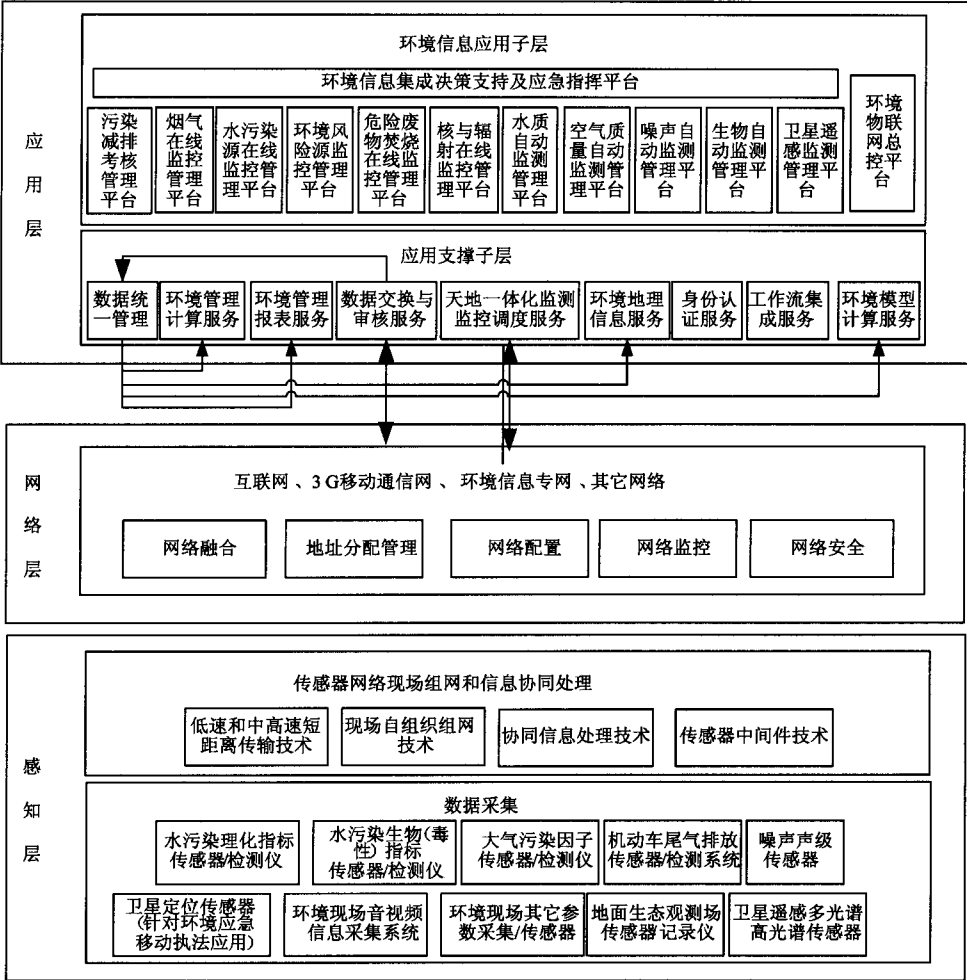 应
用
层
环境信息应用子层
环境信息集成决策支持及应急指挥平台
污染
减排
考核
管理
平台
烟气
在线
监控
管理
平台
水污染
源在线
监控管
理平台
环境风
险源监
控管理
平台
危险废
物焚烧
在线监
控管理
平台
核与辐
射在线
监控管
理平台
水质
自动
监测
管理
平台
空气质
量自动
监测管
理平台
噪声自
动监测
管理平
台
生物自
动监测
管理平
台
卫星遥
感监测
管理平
台
环境
物联
网总
控平
台
应用支撑子层
数据统
一管理
环境管理
计算服务
环境管理
报表服务
数据交换与
审核服务
天地一体化监测
监控调度服务
环境地理
信息服务
身份认
证服务
工作流集
成服务
环境模型
计算服务
网
络
层
互联网、3G移动通信网、环境信息专网、其它网络
网络融合
地址分配管理
网络配置
网络监控
网络安全
感
知
层
传感器网络现场组网和信息协同处理
低速和中高速短
距离传输技术
现场自组织组网
技术
协同信息处理技术
传感器中间件技术
数据采集
水污染理化指标
传感器/检测仪
水污染生物(毒
性)指标
传感器/检测仪
大气污染因子
传感器/检测仪
机动车尾气排放
传感器/检测系统
噪声声级
传感器
卫星定位传感器
(针对环境应急
移动执法应用)
环境现场音视频
信息采集系统
环境现场其它参
数采集/传感器
地面生态观测场
传感器记录仪
卫星遥感多光谱
高光谱传感器